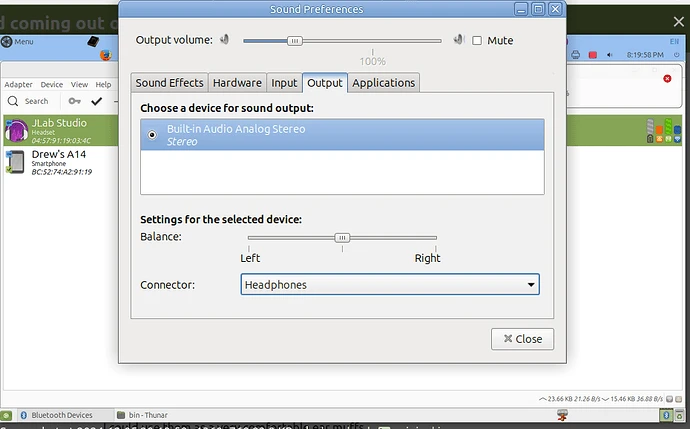 d coming out o
Sound Preferences
Menu
EN
8:19:58 PM
Output volume:
Mute
100%
Adapter Device View Help
Search
Sound Effects Hardware Input Output Applications
Choose a device for sound output:
JLab Studio
Headset
04:57:91:19:03:4C
Built-in Audio Analog Stereo
Stereo
Drew's A14
Smartphone
BC:52:74:A2:91:19
Settings for the selected device:
Balance:
Left Right
Connector: Headphones
Close
23.66 KB 21.26 B/s 15.46 KB 36.88 B/s
Bluetooth Devices bin - Thunar